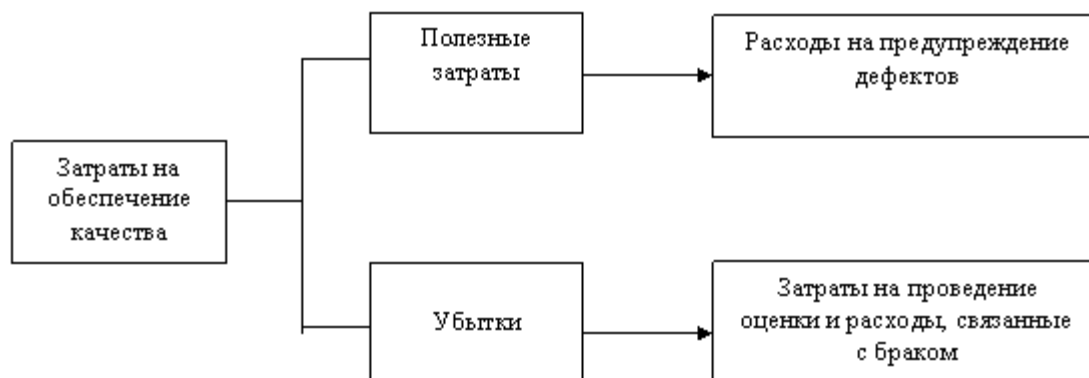 Полезные
затраты
Расходы на предупреждение
дефектов
Затраты на
обеспечение
качества
Убытки
Затраты на проведение
оценки и расходы, связанные
с браком